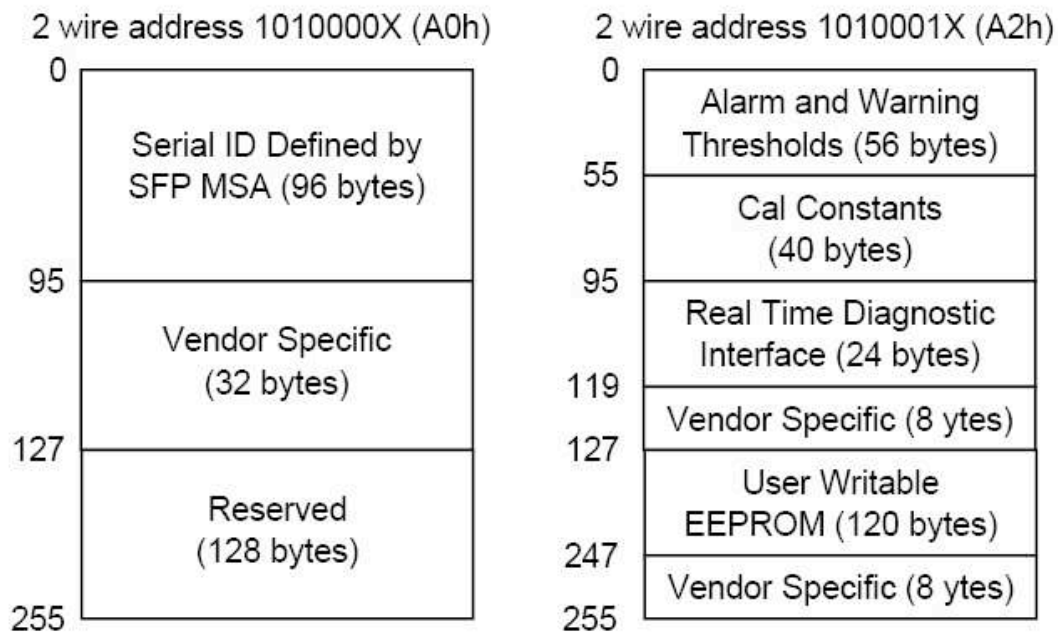 2 wire address 1010000X (A0h)
0
Serial ID Defined by
SFP MSA (96 bytes)
95
Vendor Specific
(32 bytes)
127
Reserved
(128 bytes)
255
2 wire address 1010001X (A2h)
0
Alarm and Warning
Thresholds (56 bytes)
55
Cal Constants
(40 bytes)
95
Real Time Diagnostic
Interface (24 bytes)
119
Vendor Specific (8 ytes)
127
User Writable
EEPROM (120 bytes)
247
Vendor Specific (8 ytes)
255